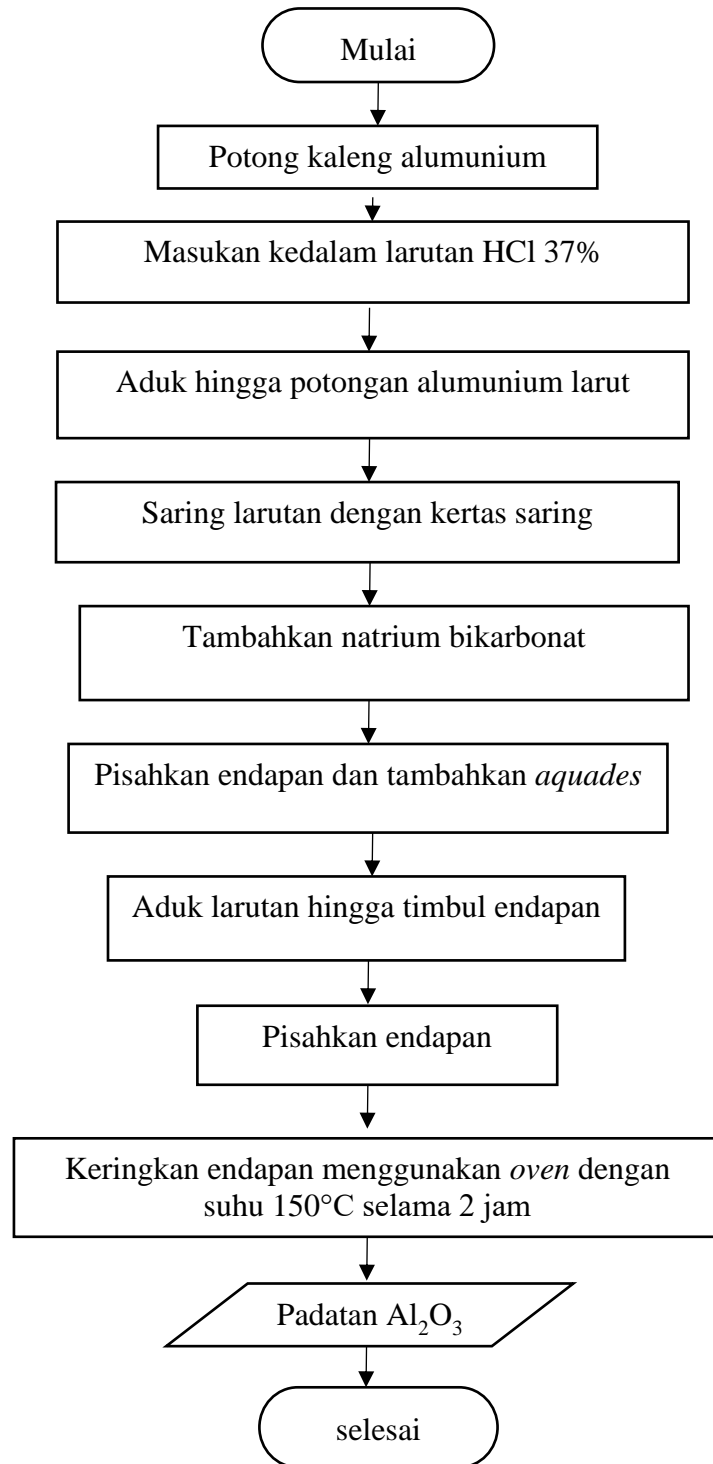 Mulai
Potong kaleng alumunium
Masukan kedalam larutan HCl 37%
Aduk hingga potongan alumunium larut
Saring larutan dengan kertas saring
Tambahkan natrium bikarbonat
Pisahkan endapan dan tambahkan aquades
Aduk larutan hingga timbul endapan
Pisahkan endapan
Keringkan endapan menggunakan oven dengan
suhu 150°C selama 2 jam
Padatan Al₂O₃
selesai